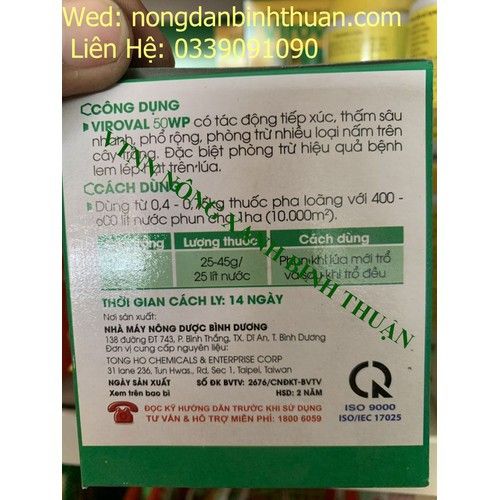 Wed: nongdanbinhthuan.com
Liên Hệ: 0339091090
CÔNG DỤNG
VIROVAL 50WP có tác động tiếp xúc, thấm sâu
nhanh, phổ rộng, phòng trừ nhiều loại nấm trên
cây trồng. Đặc biệt phòng trừ hiệu quả bệnh
lem lép hạt trên lúa.
CÁCH DÙNG
Dùng từ 0,4 - 0, kg thuốc pha loãng với 400 -
600 lít nước phun cho 1ha (10.000m²).
Lượng thuốc Cách dùng
25-45g/ Phun khi lúa mới trổ
25 lít nước và sau khi trổ đều
THỜI GIAN CÁCH LY: 14 NGÀY
Nơi sản xuất:
NHÀ MÁY NÔNG DƯỢC BÌNH DƯƠNG
138 đường ĐT 743, P. Bình Thắng, TX. Dĩ An, T. Bình Dương
Đơn vị cung cấp nguyên liệu:
TONG HO CHEMICALS & ENTERPRISE CORP
31 lane 236, Tun Hwas., Rd, Sec 1, Taipei, Taiwan
NGÀY SẢN XUẤT SỐ ĐK BVTV: 2676/CNĐKT-BVTV
Xem trên bao bì HSD: 2 NĂM
ĐỌC KỸ HƯỚNG DẪN TRƯỚC KHI SỬ DỤNG
TƯ VẤN & HỖ TRỢ MIỄN PHÍ: 1800 6059
ISO 9000
ISO/IEC 17025
VTNN NÔNG XANH BÌNH THUẬN